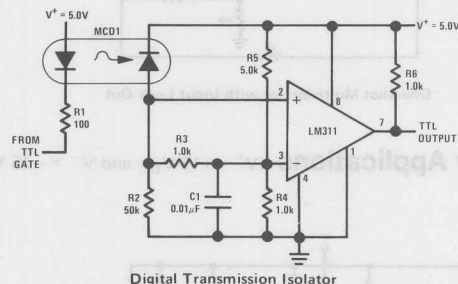 V⁺ = 5.0V
MCD1
V⁺ = 5.0V
R1
100
FROM
TTL
GATE
R5
5.0k
R6
1.0k
2
+
8
LM311
7
TTL
OUTPUT
R3
1.0k
3
−
4
1
R2
50k
C1
0.01μF
R4
1.0k
Digital Transmission Isolator